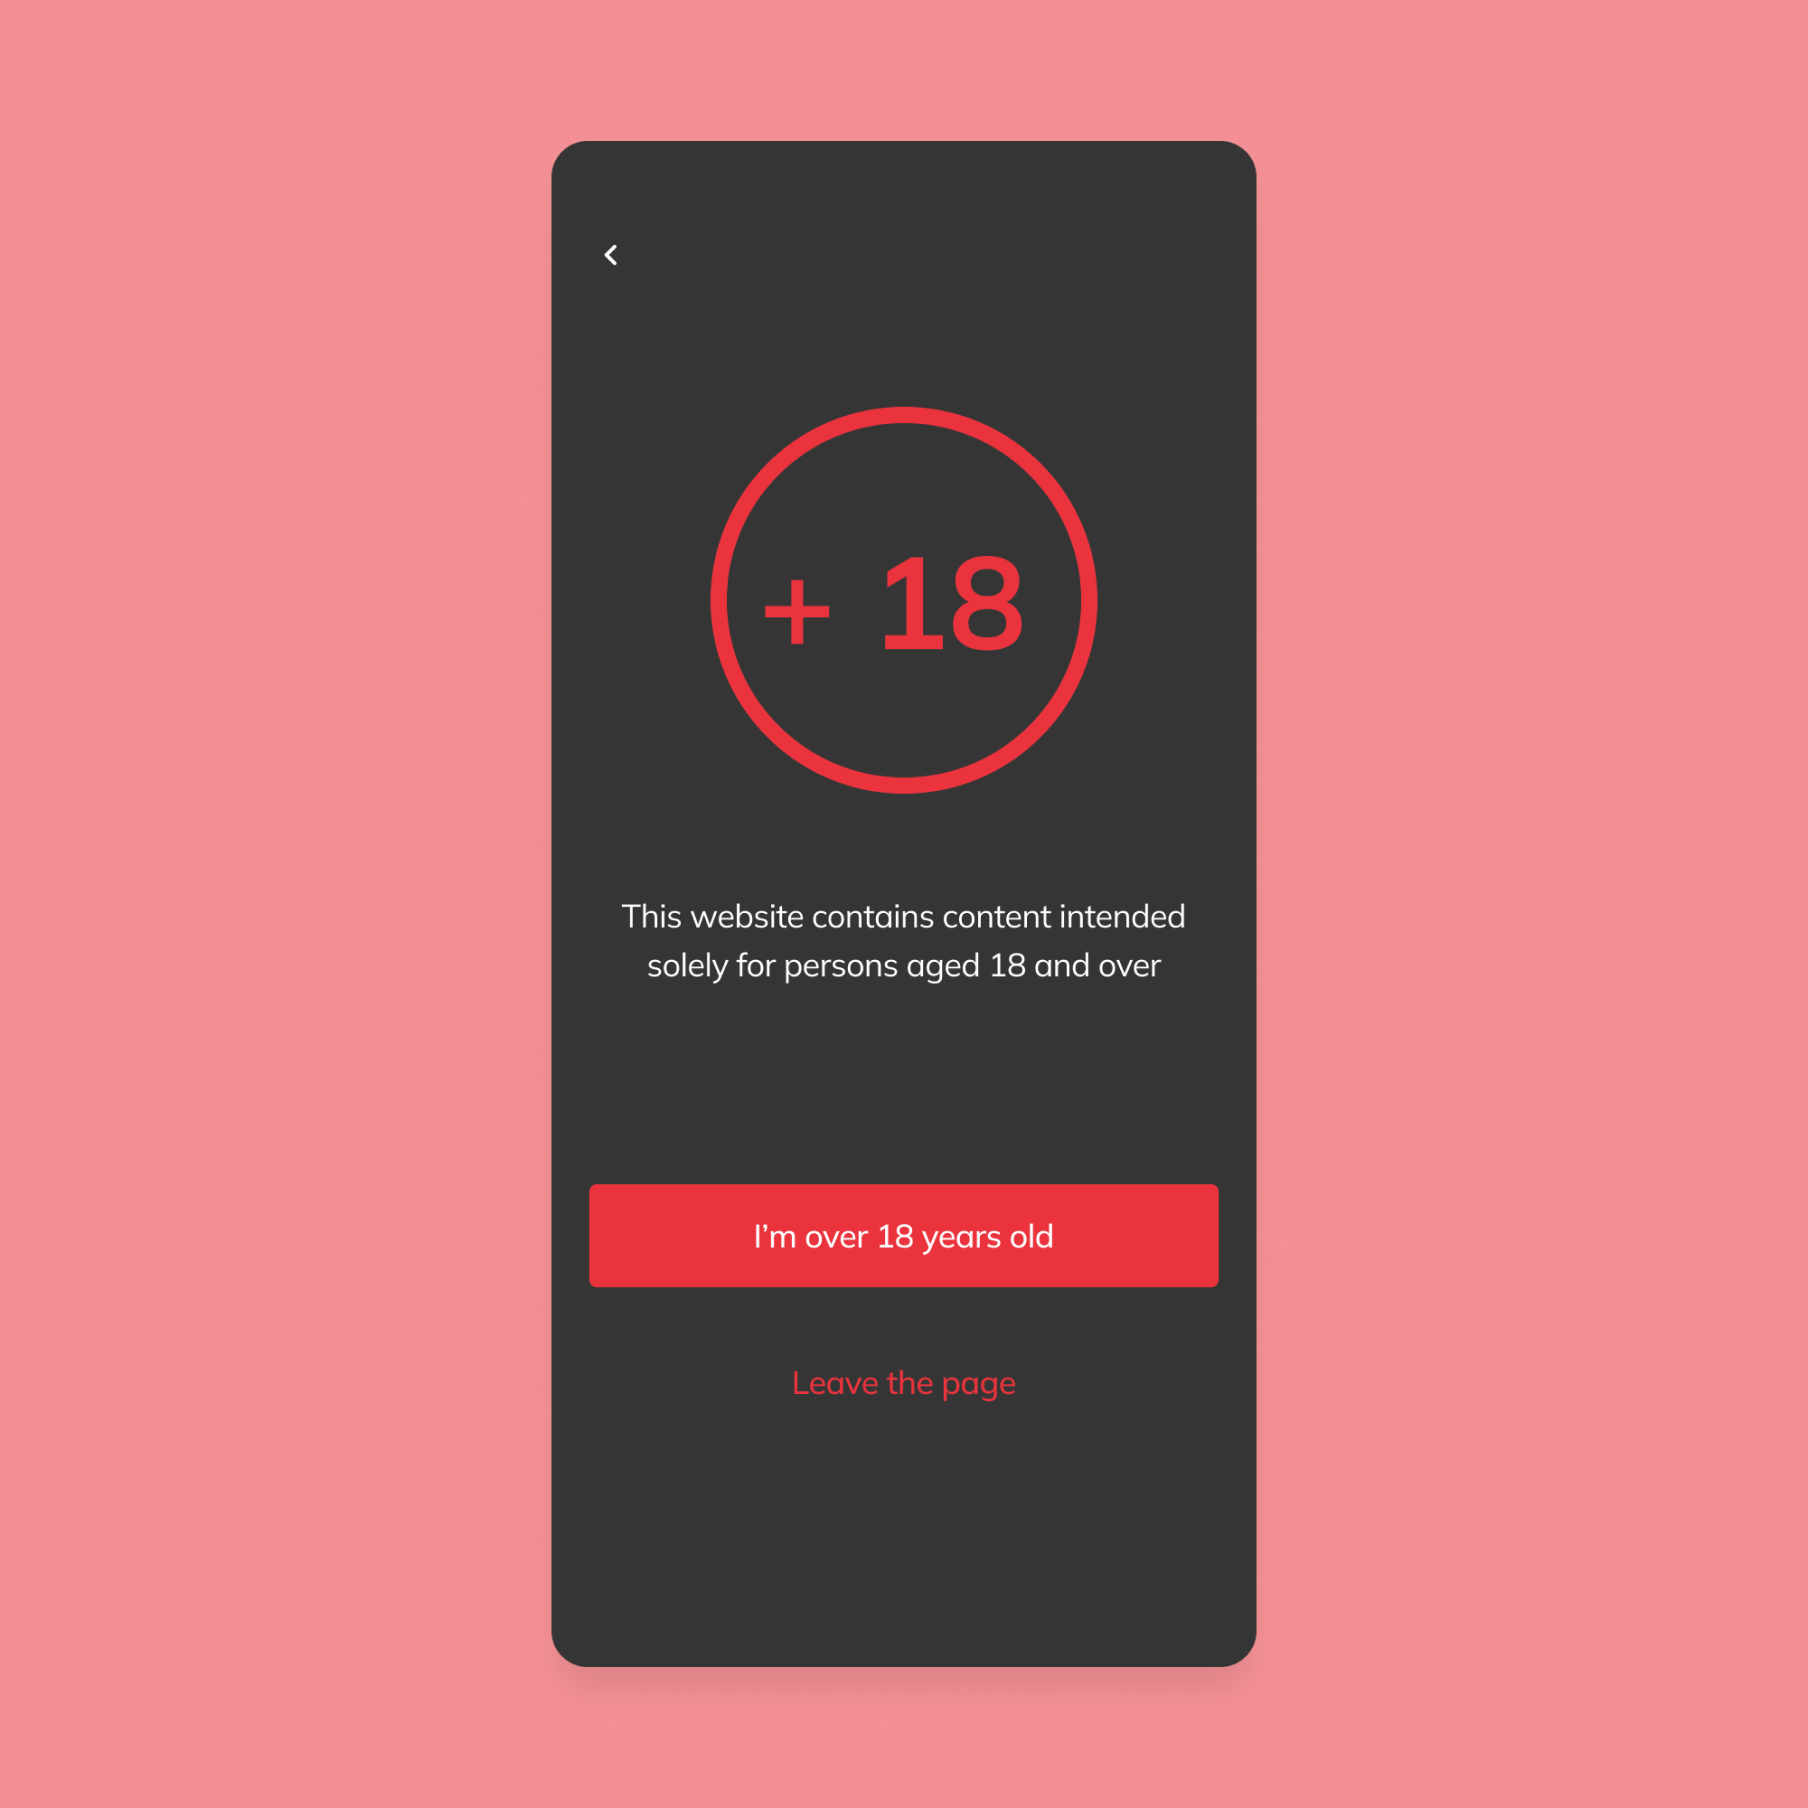 + 18
This website contains content intended
solely for persons aged 18 and over
I’m over 18 years old
Leave the page